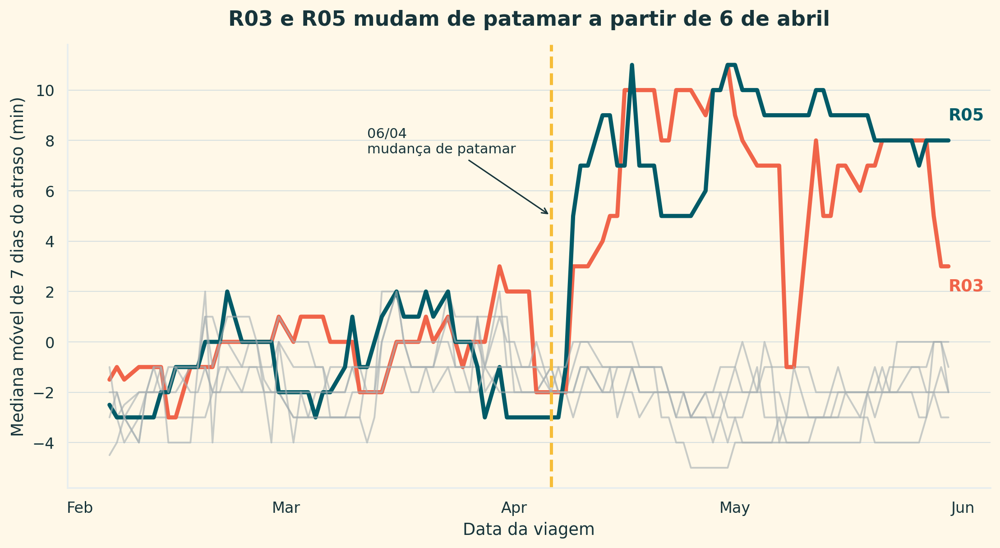 R03 e R05 mudam de patamar a partir de 6 de abril
Mediana móvel de 7 dias do atraso (min)
10
8
6
4
2
0
−2
−4
06/04
mudança de patamar
R05
R03
Feb
Mar
Apr
May
Jun
Data da viagem